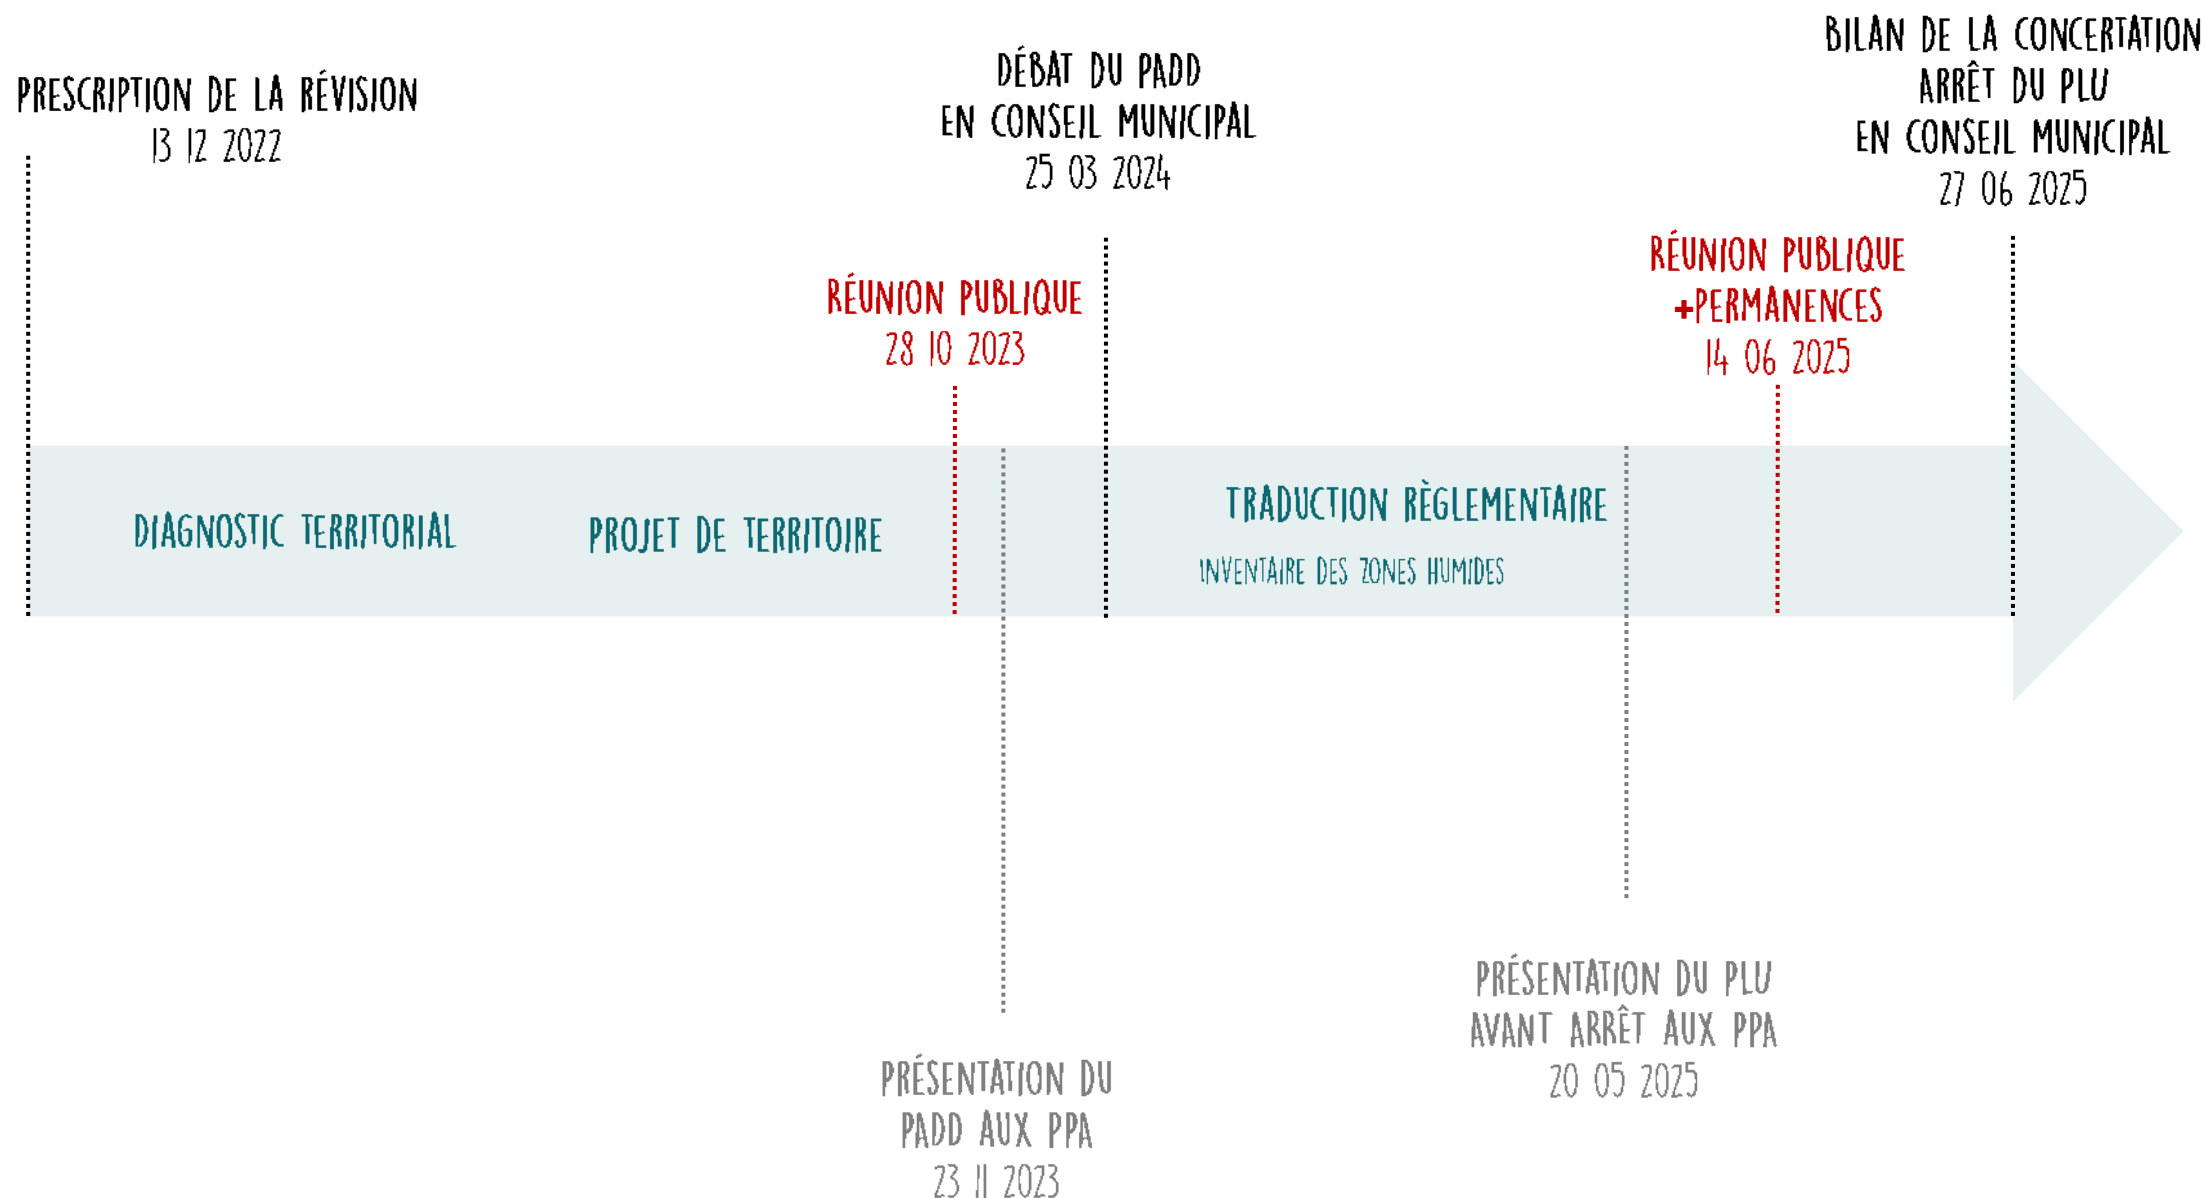 PRESCRIPTION DE LA RÉVISION
13 12 2022
DÉBAT DU PADD
EN CONSEIL MUNICIPAL
25 03 2024
BILAN DE LA CONCERTATION
ARRÊT DU PLU
EN CONSEIL MUNICIPAL
27 06 2025
RÉUNION PUBLIQUE
28 10 2023
RÉUNION PUBLIQUE
+PERMANENCES
14 06 2025
DIAGNOSTIC TERRITORIAL
PROJET DE TERRITOIRE
TRADUCTION RÈGLEMENTAIRE
INVENTAIRE DES ZONES HUMIDES
PRÉSENTATION DU
PADD AUX PPA
23 11 2023
PRÉSENTATION DU PLU
AVANT ARRÊT AUX PPA
20 05 2025